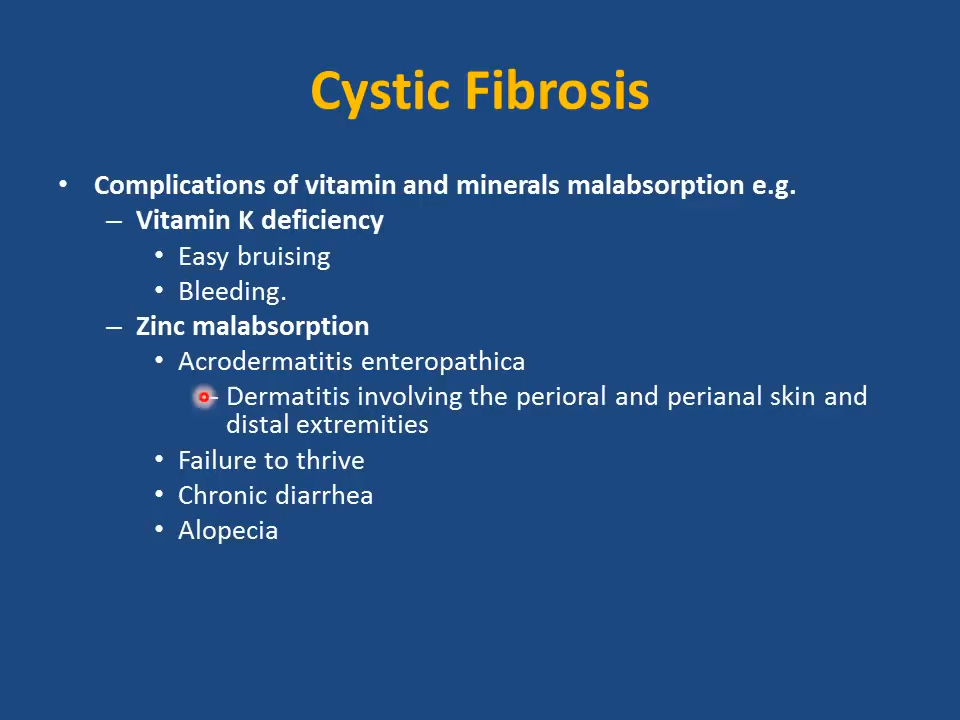 Cystic Fibrosis
• Complications of vitamin and minerals malabsorption e.g.
– Vitamin K deficiency
• Easy bruising
• Bleeding.
– Zinc malabsorption
• Acrodermatitis enteropathica
- Dermatitis involving the perioral and perianal skin and
distal extremities
• Failure to thrive
• Chronic diarrhea
• Alopecia